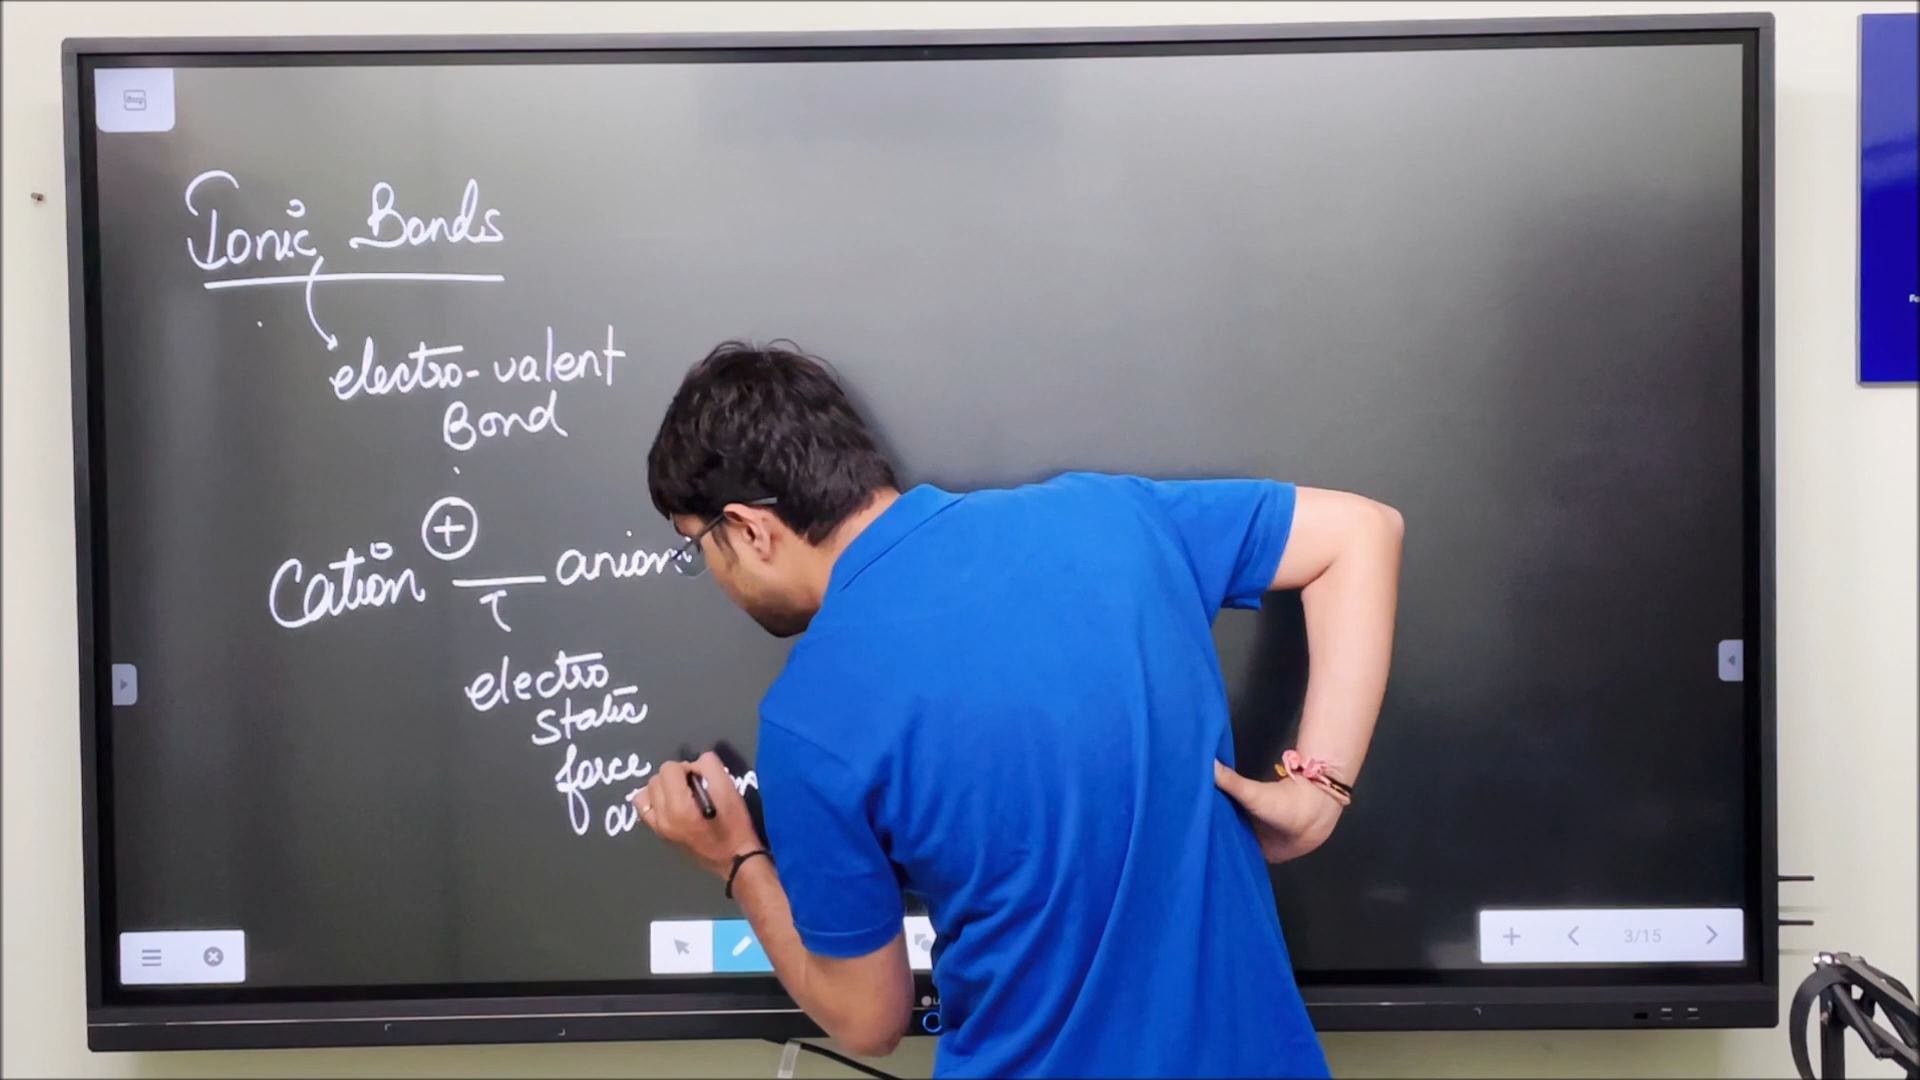 Ionic Bonds
electro-valent
Bond
+
Cation — anion
electro
static
force
3/15